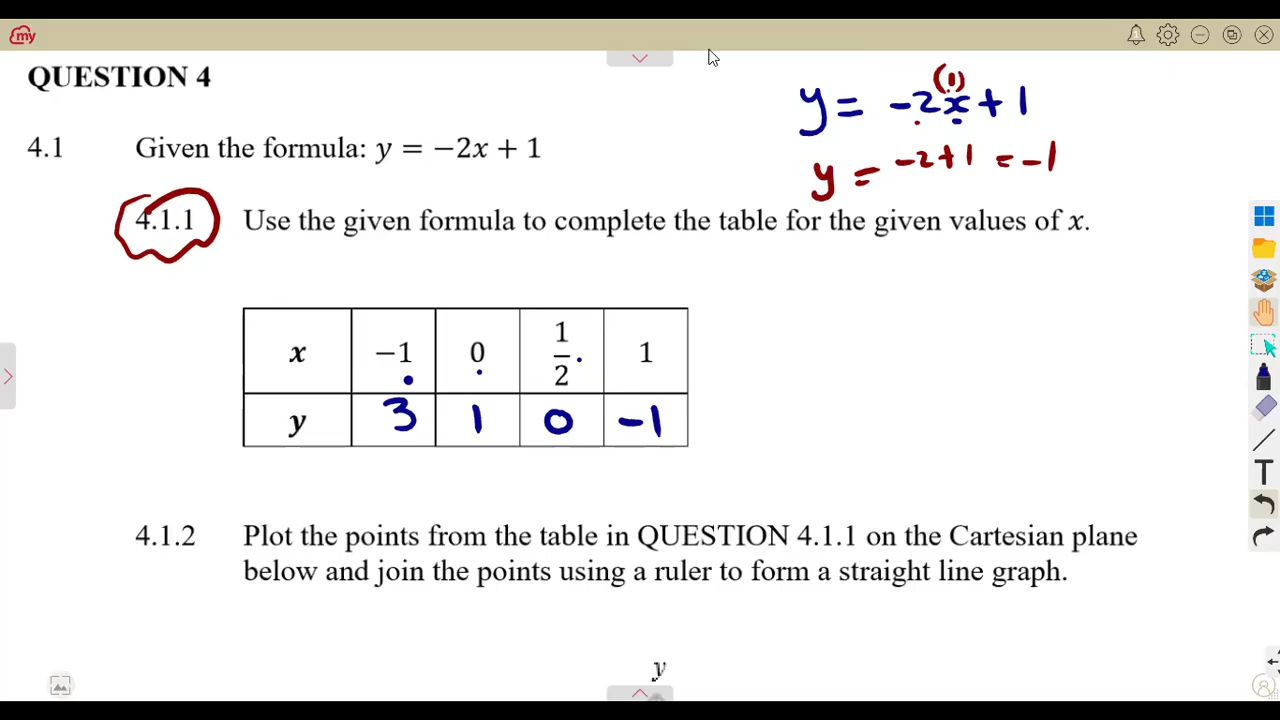 my
QUESTION 4
y = -2x + 1
(1)
4.1 Given the formula: y = −2x + 1
y = -2 + 1 = -1
4.1.1 Use the given formula to complete the table for the given values of x.
x −1 0 1/2 1
y 3 1 0 -1
4.1.2 Plot the points from the table in QUESTION 4.1.1 on the Cartesian plane
below and join the points using a ruler to form a straight line graph.
y
T